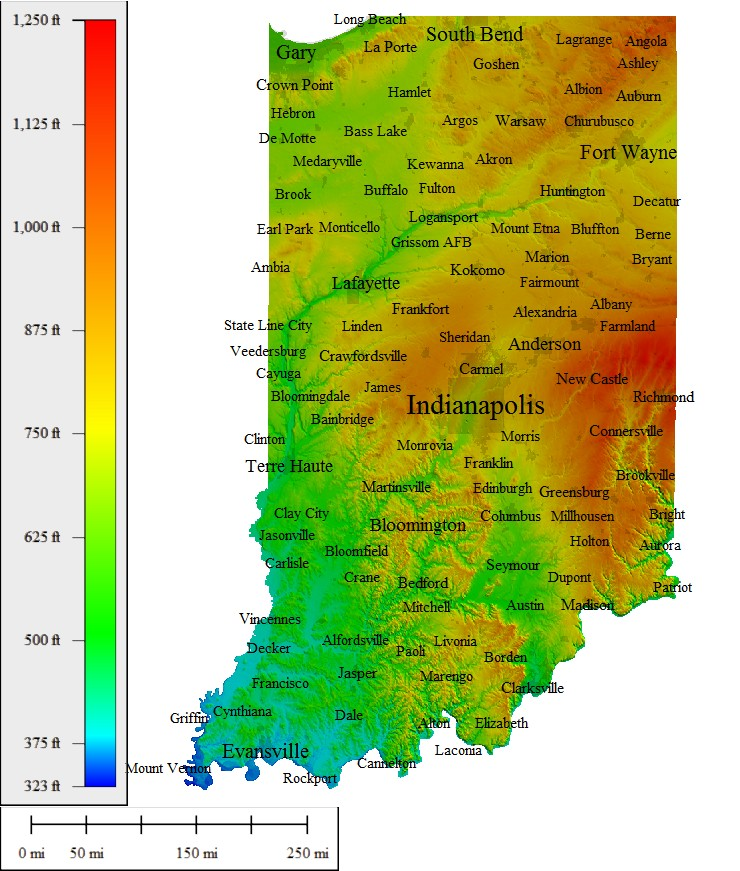 1,250 ft
1,125 ft
1,000 ft
875 ft
750 ft
625 ft
500 ft
375 ft
323 ft
0 mi 50 mi 150 mi 250 mi
Long Beach
South Bend
Lagrange
Angola
Gary
La Porte
Goshen
Ashley
Crown Point
Hamlet
Albion
Auburn
Hebron
Argos
Warsaw
Churubusco
De Motte
Bass Lake
Fort Wayne
Medaryville
Kewanna
Akron
Brook
Buffalo
Fulton
Huntington
Decatur
Logansport
Earl Park
Monticello
Mount Etna
Bluffton
Berne
Grissom AFB
Marion
Bryant
Ambia
Kokomo
Lafayette
Fairmount
Frankfort
Alexandria
Albany
State Line City
Linden
Farmland
Sheridan
Anderson
Veedersburg
Crawfordsville
Cayuga
Carmel
New Castle
James
Bloomingdale
Indianapolis
Richmond
Bainbridge
Clinton
Monrovia
Morris
Connersville
Terre Haute
Franklin
Brookville
Martinsville
Edinburgh
Greensburg
Clay City
Bloomington
Columbus
Millhousen
Bright
Jasonville
Holton
Aurora
Bloomfield
Carlisle
Seymour
Crane
Bedford
Dupont
Patriot
Mitchell
Austin
Madison
Vincennes
Alfordsville
Livonia
Decker
Paoli
Borden
Jasper
Marengo
Francisco
Clarksville
Griffin
Cynthiana
Dale
Alton
Elizabeth
Evansville
Laconia
Mount Vernon
Cannelton
Rockport